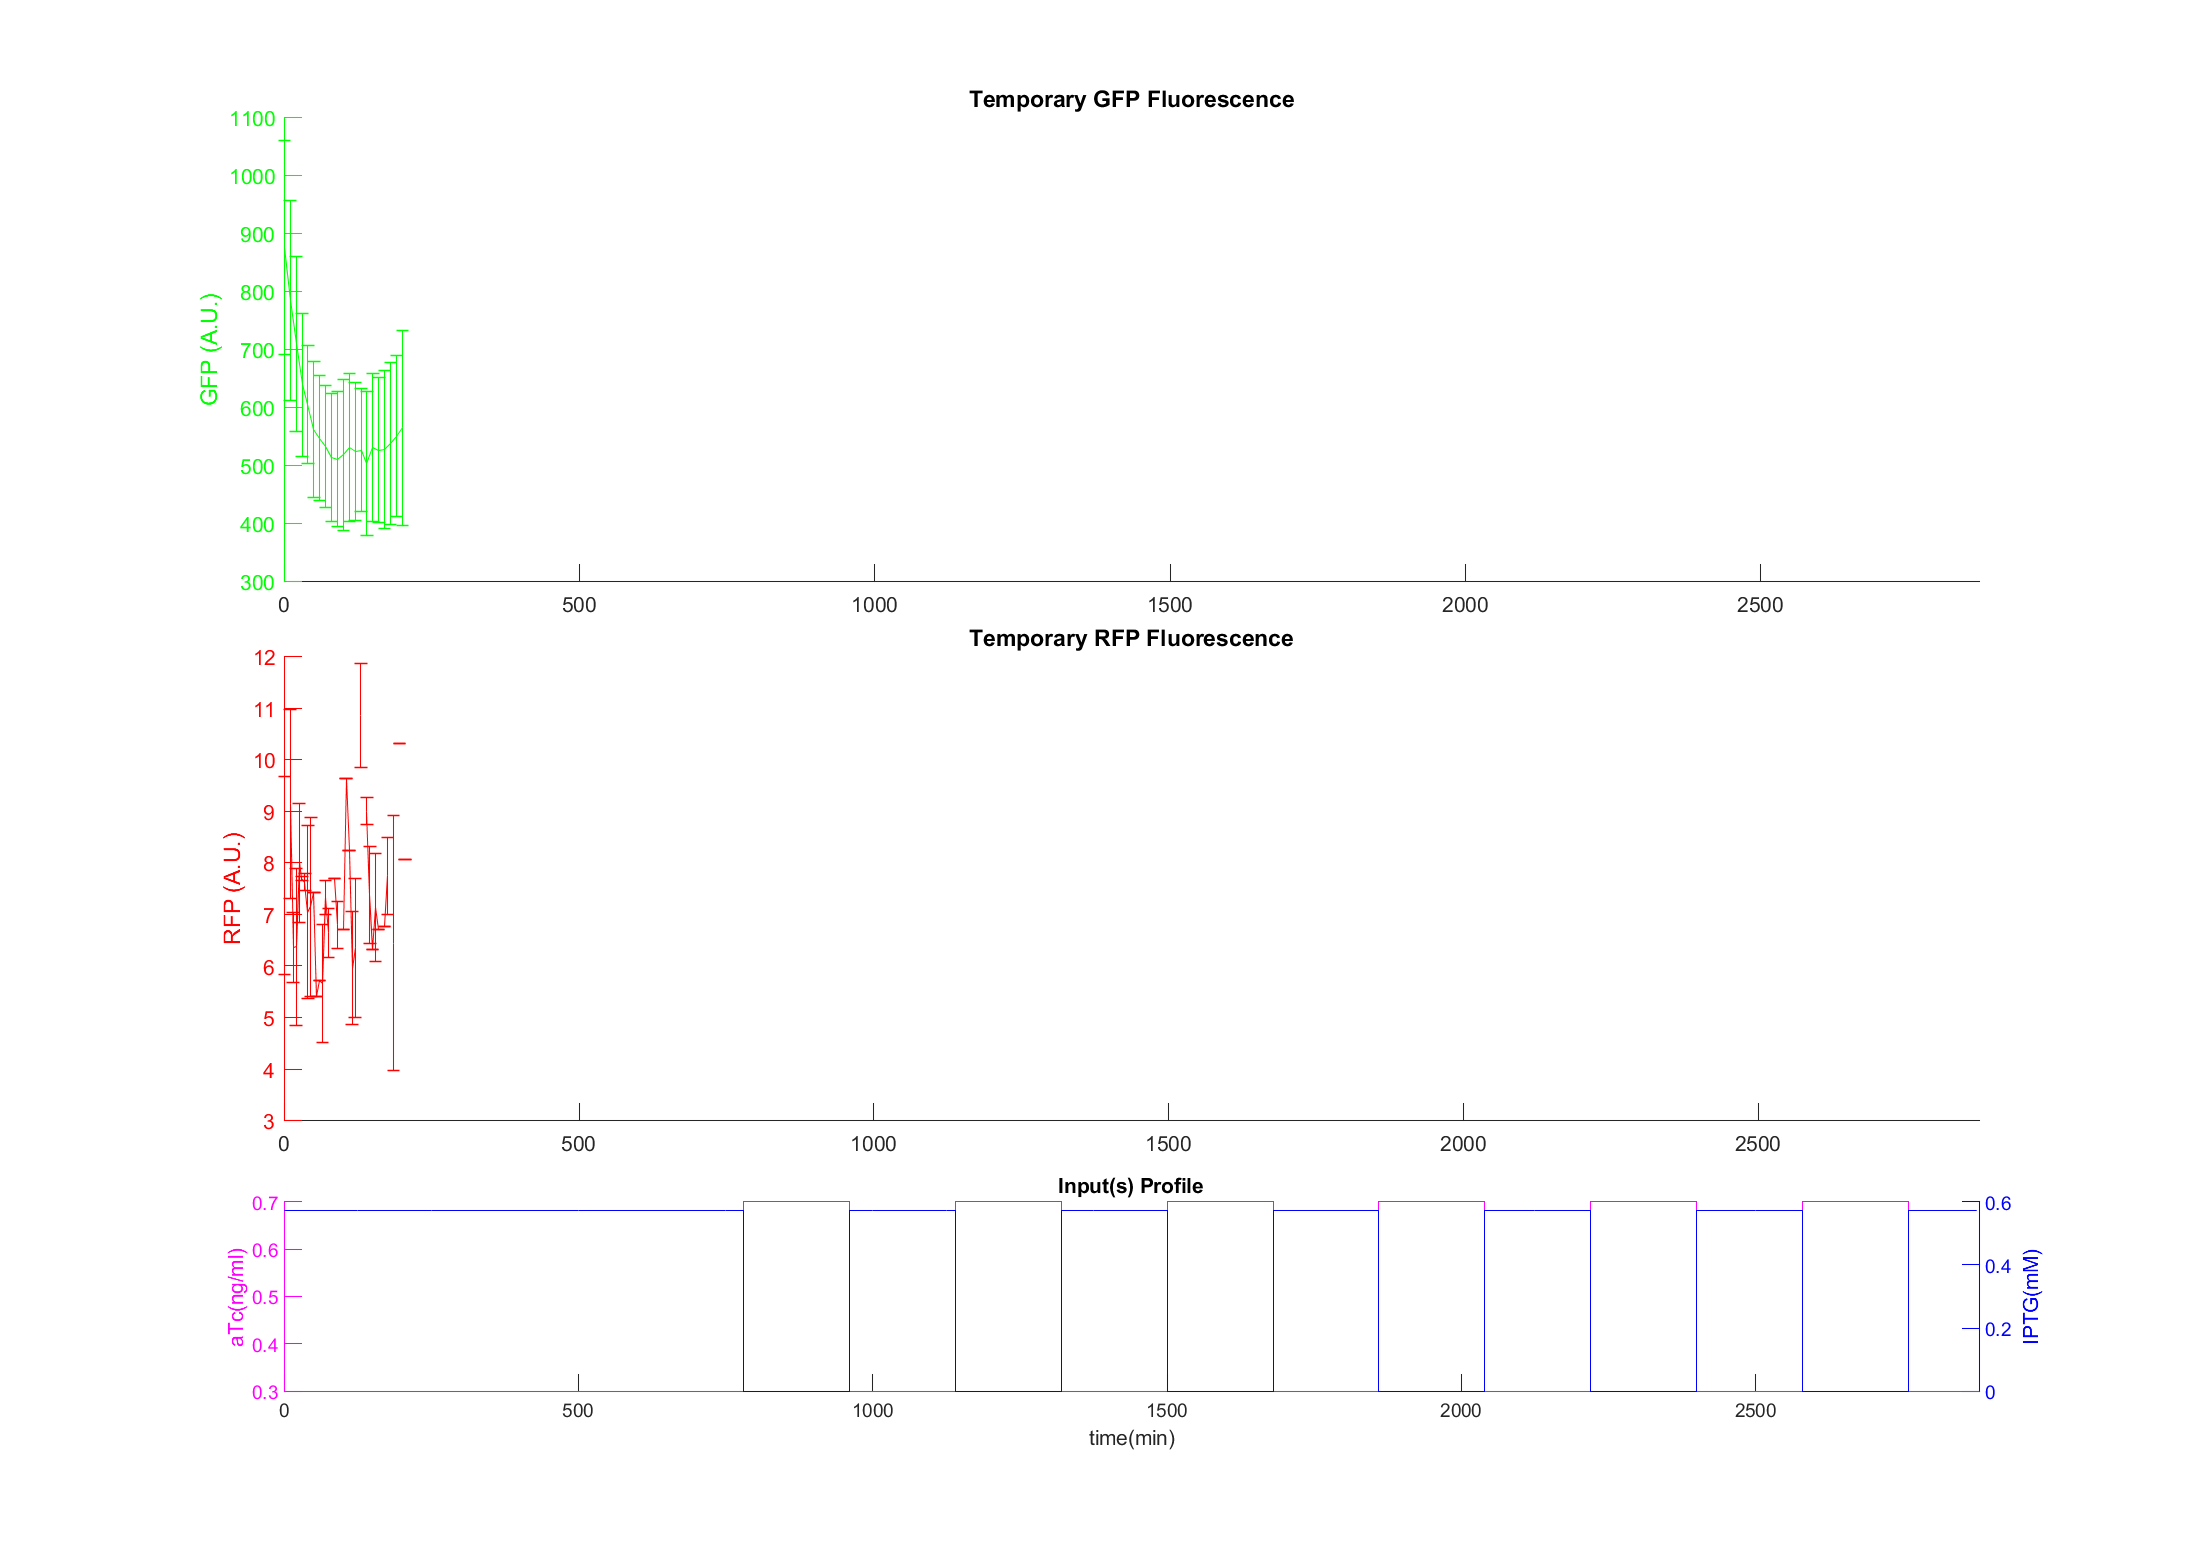 Temporary GFP Fluorescence
1100
1000
900
800
700
600
500
400
300
GFP (A.U.)
0 500 1000 1500 2000 2500
Temporary RFP Fluorescence
12
11
10
9
8
7
6
5
4
3
RFP (A.U.)
0 500 1000 1500 2000 2500
Input(s) Profile
0.7
0.6
0.5
0.4
0.3
aTc(ng/ml)
0.6
0.4
0.2
0
IPTG(mM)
0 500 1000 1500 2000 2500
time(min)